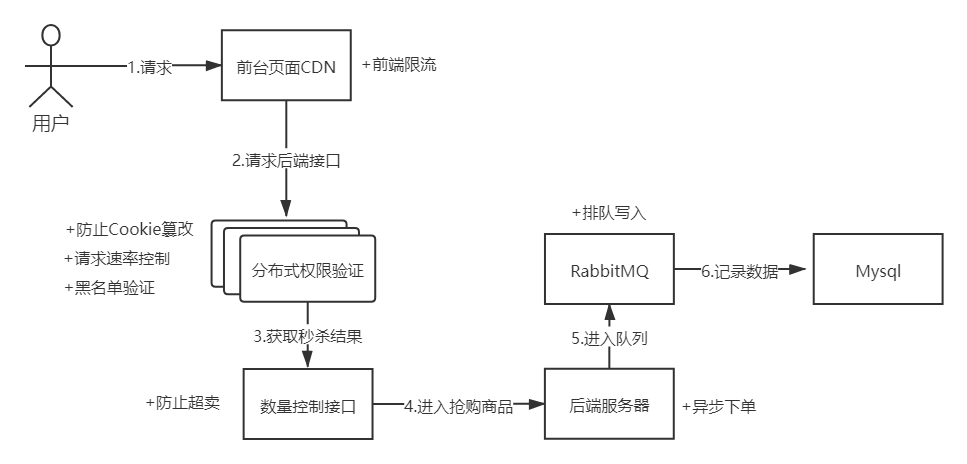 1.请求
前台页面CDN
+前端限流
用户
2.请求后端接口
+防止Cookie篡改
+请求速率控制
+黑名单验证
分布式权限验证
+排队写入
RabbitMQ
6.记录数据
Mysql
3.获取秒杀结果
5.进入队列
+防止超卖
数量控制接口
4.进入抢购商品
后端服务器
+异步下单